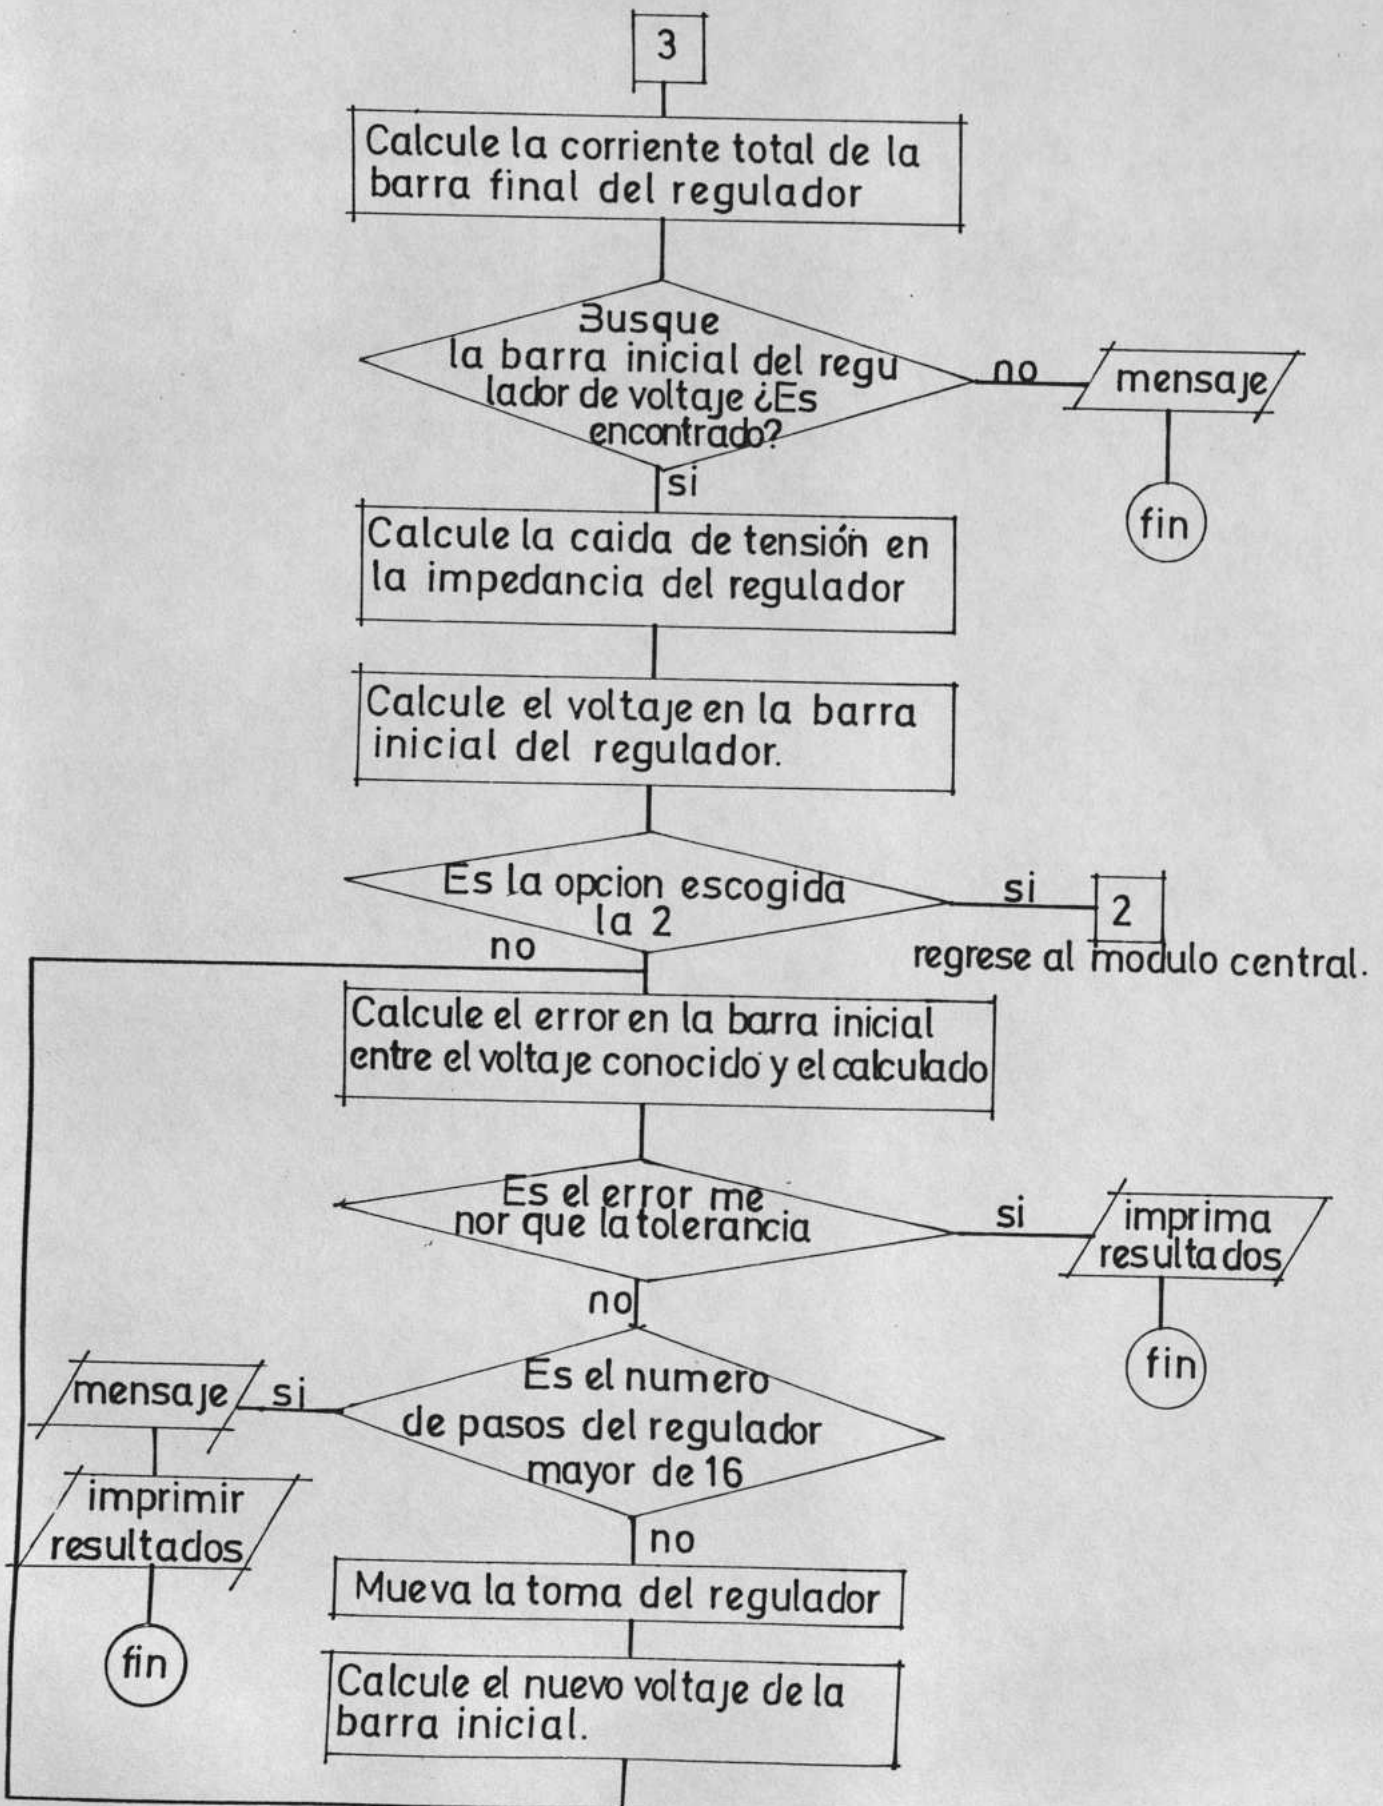 3
Calcule la corriente total de la
barra final del regulador
Busque
la barra inicial del regu
lador de voltaje ¿Es
encontrado?
no
mensaje
fin
si
Calcule la caida de tensión en
la impedancia del regulador
Calcule el voltaje en la barra
inicial del regulador.
Es la opcion escogida
la 2
si
2
regrese al modulo central.
no
Calcule el error en la barra inicial
entre el voltaje conocido y el calculado
Es el error me
nor que la tolerancia
si
imprima
resultados
fin
no
Es el numero
de pasos del regulador
mayor de 16
si
mensaje
imprimir
resultados
fin
no
Mueva la toma del regulador
Calcule el nuevo voltaje de la
barra inicial.